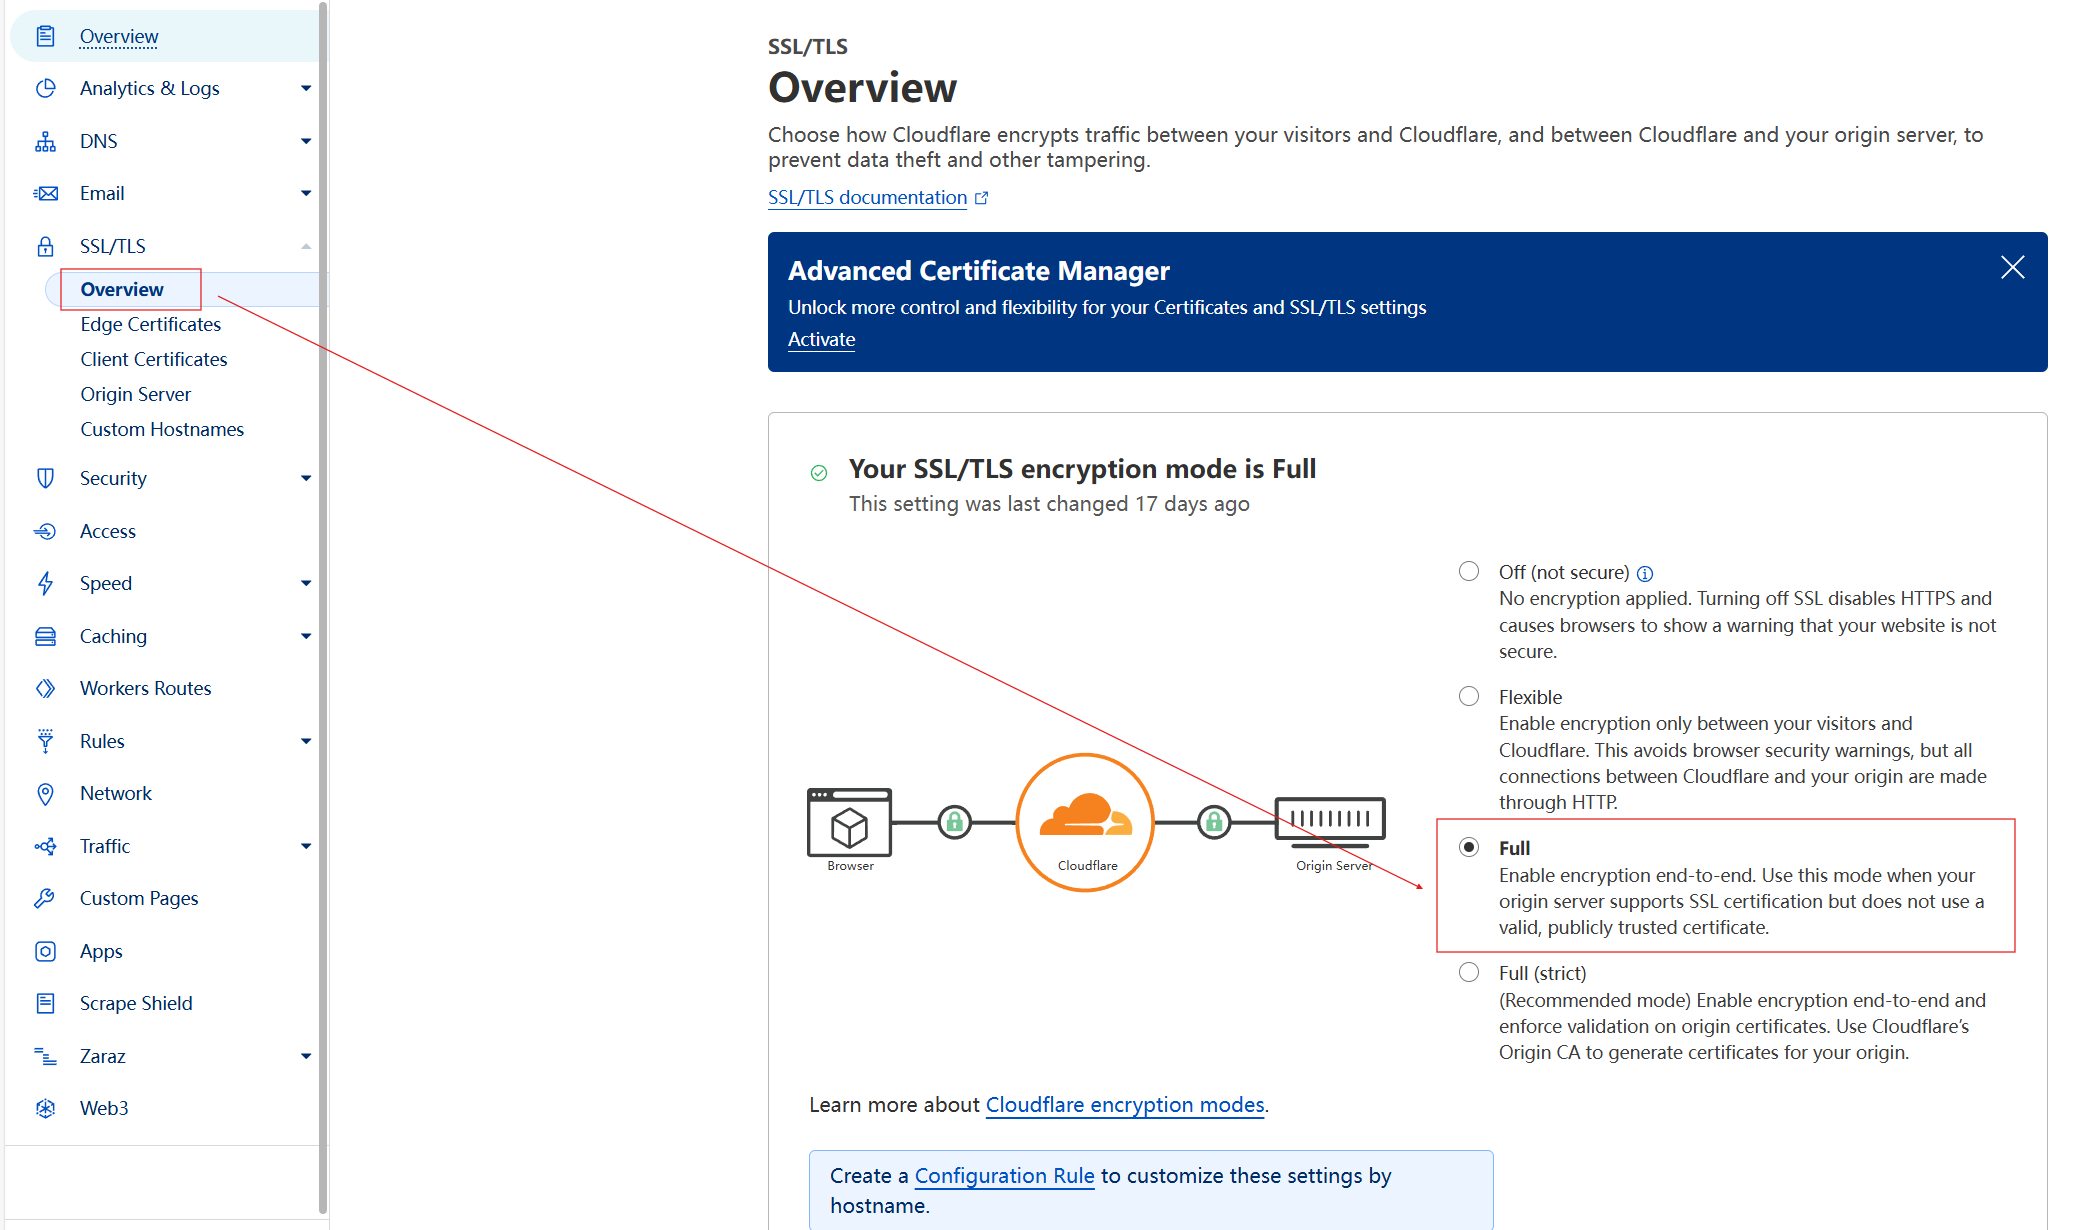 Overview
Analytics & Logs
DNS
Email
SSL/TLS
Overview
Edge Certificates
Client Certificates
Origin Server
Custom Hostnames
Security
Access
Speed
Caching
Workers Routes
Rules
Network
Traffic
Custom Pages
Apps
Scrape Shield
Zaraz
Web3
SSL/TLS
Overview
Choose how Cloudflare encrypts traffic between your visitors and Cloudflare, and between Cloudflare and your origin server, to
prevent data theft and other tampering.
SSL/TLS documentation
Advanced Certificate Manager
Unlock more control and flexibility for your Certificates and SSL/TLS settings
Activate
Your SSL/TLS encryption mode is Full
This setting was last changed 17 days ago
Browser
Cloudflare
Origin Server
Off (not secure)
No encryption applied. Turning off SSL disables HTTPS and
causes browsers to show a warning that your website is not
secure.
Flexible
Enable encryption only between your visitors and
Cloudflare. This avoids browser security warnings, but all
connections between Cloudflare and your origin are made
through HTTP.
Full
Enable encryption end-to-end. Use this mode when your
origin server supports SSL certification but does not use a
valid, publicly trusted certificate.
Full (strict)
(Recommended mode) Enable encryption end-to-end and
enforce validation on origin certificates. Use Cloudflare’s
Origin CA to generate certificates for your origin.
Learn more about Cloudflare encryption modes.
Create a Configuration Rule to customize these settings by
hostname.